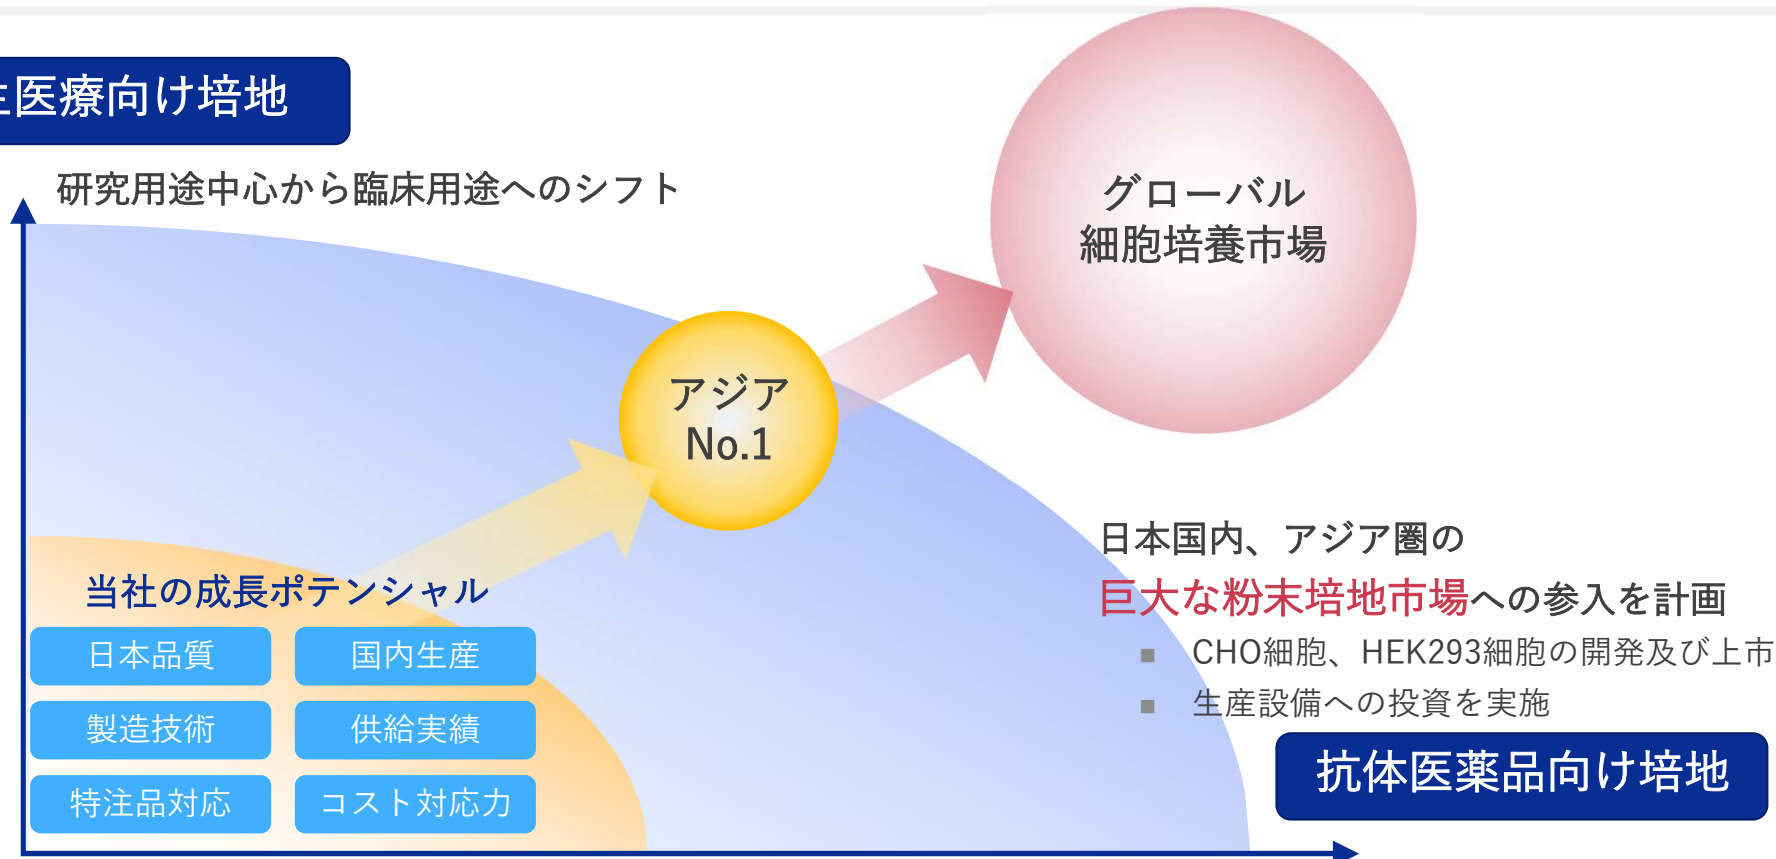 生医療向け培地
研究用途中心から臨床用途へのシフト
グローバル
細胞培養市場
アジア
No.1
日本国内、アジア圏の
巨大な粉末培地市場への参入を計画
■ CHO細胞、HEK293細胞の開発及び上市
■ 生産設備への投資を実施
当社の成長ポテンシャル
日本品質 国内生産
製造技術 供給実績
特注品対応 コスト対応力
抗体医薬品向け培地